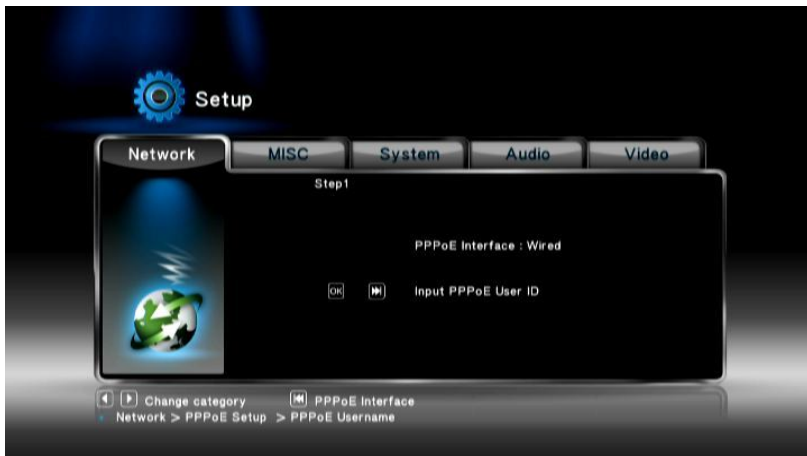 Setup
Network MISC System Audio Video
Step1
PPPoE Interface : Wired
OK Input PPPoE User ID
Change category PPPoE Interface
Network > PPPoE Setup > PPPoE Username